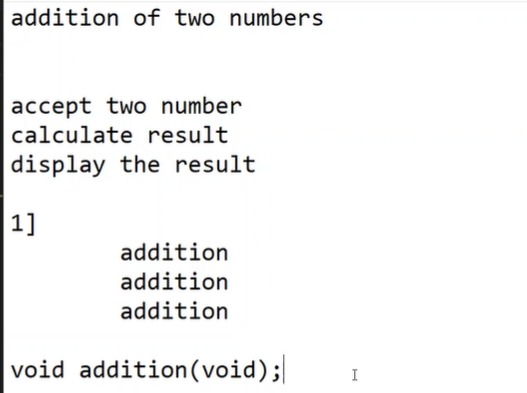 addition of two numbers
accept two number
calculate result
display the result
1]
addition
addition
addition
void addition(void);